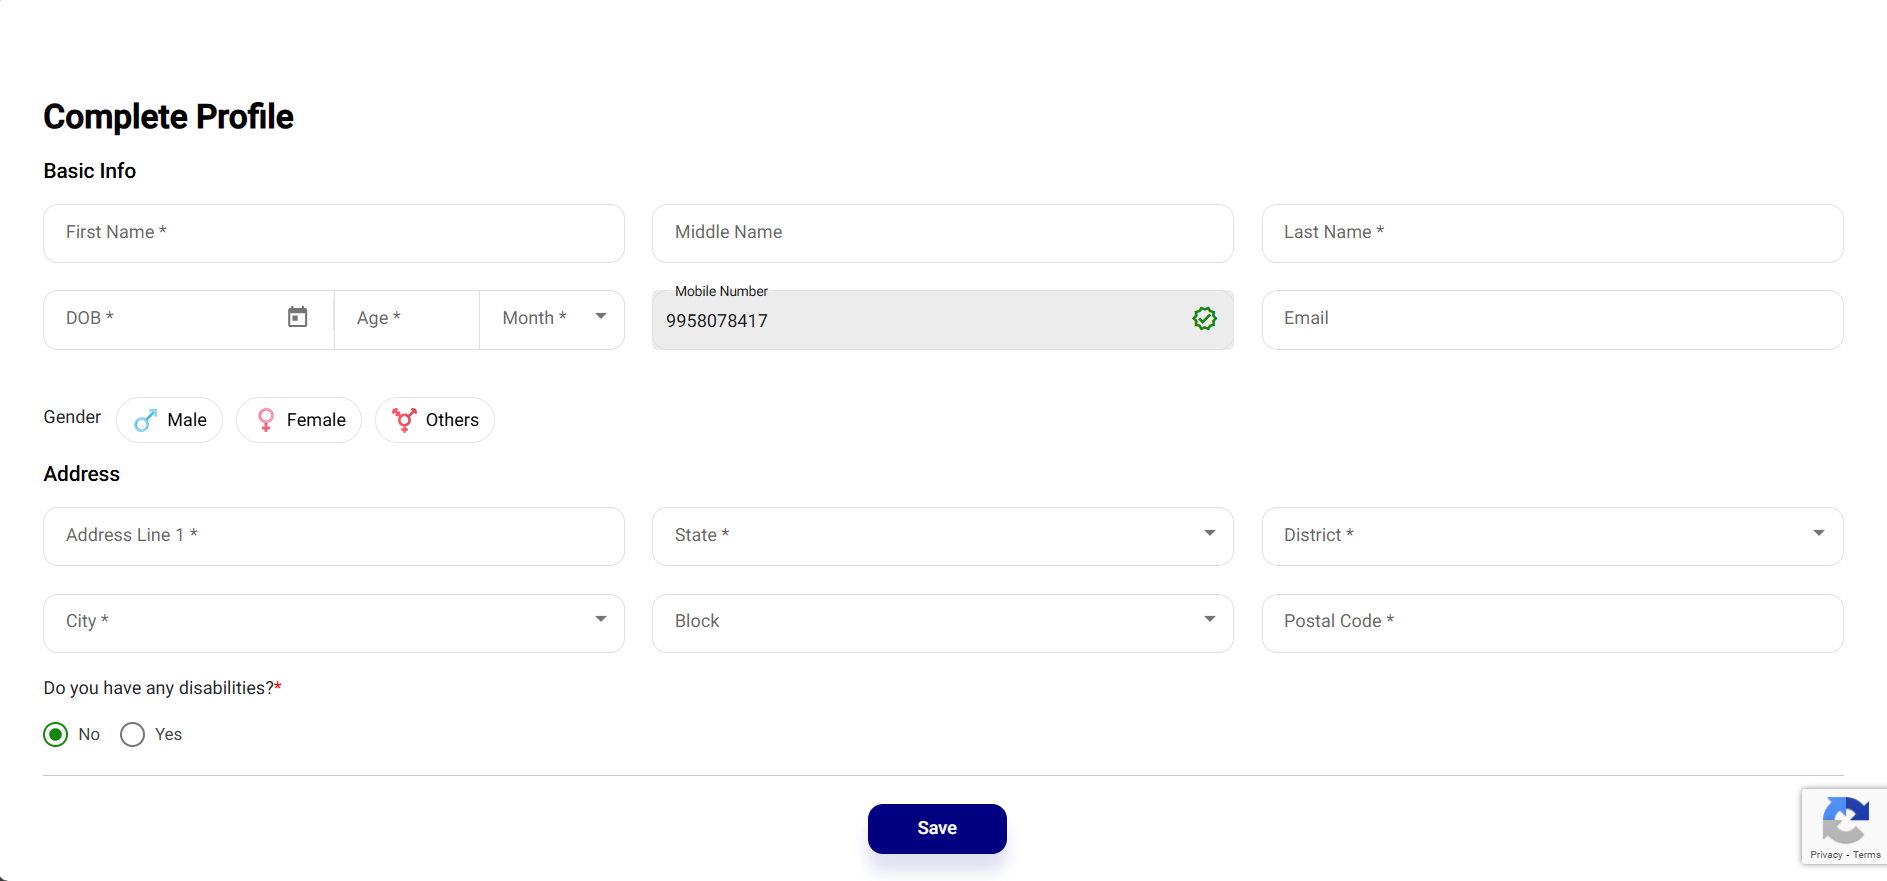 Complete Profile
Basic Info
First Name *
Middle Name
Last Name *
DOB *
Age *
Month *
Mobile Number
9958078417
Email
Gender
Male
Female
Others
Address
Address Line 1 *
State *
District *
City *
Block
Postal Code *
Do you have any disabilities?*
No
Yes
Save
Privacy - Terms